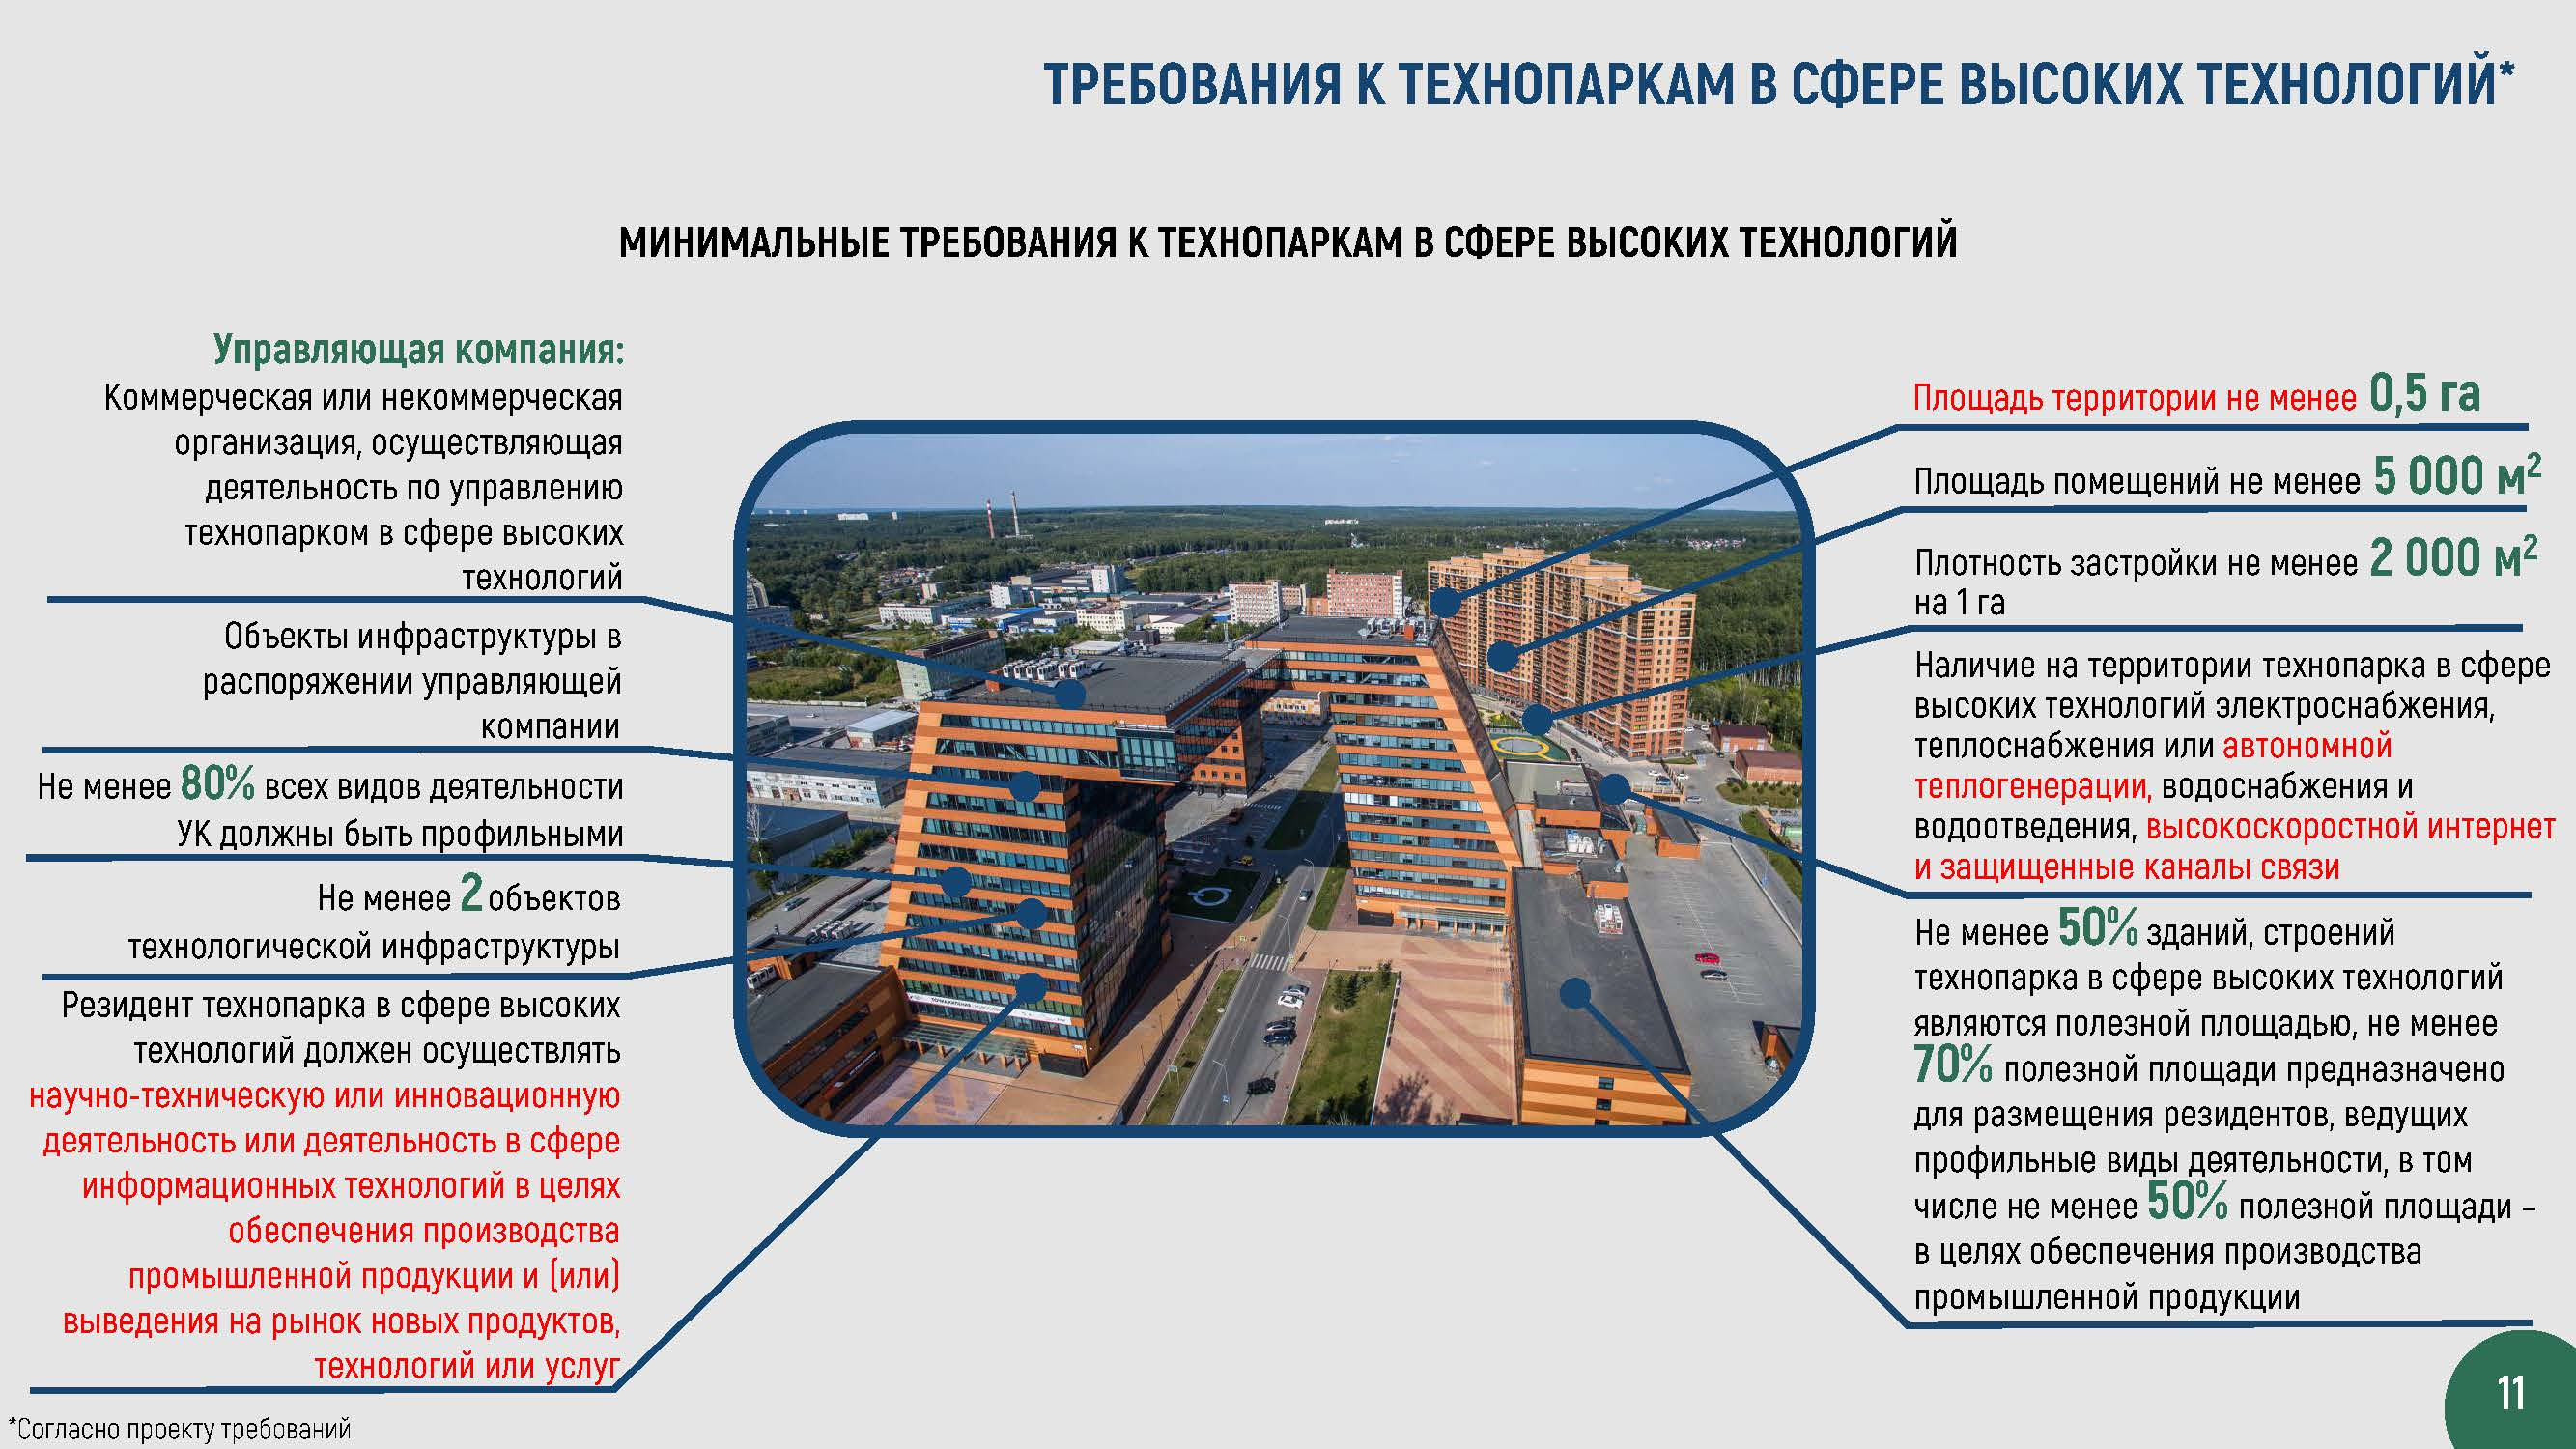 ТРЕБОВАНИЯ К ТЕХНОПАРКАМ В СФЕРЕ ВЫСОКИХ ТЕХНОЛОГИЙ*
МИНИМАЛЬНЫЕ ТРЕБОВАНИЯ К ТЕХНОПАРКАМ В СФЕРЕ ВЫСОКИХ ТЕХНОЛОГИЙ
Управляющая компания:
Коммерческая или некоммерческая
организация, осуществляющая
деятельность по управлению
технопарком в сфере высоких
технологий
Объекты инфраструктуры в
распоряжении управляющей
компании
Не менее 80% всех видов деятельности
УК должны быть профильными
Не менее 2 объектов
технологической инфраструктуры
Резидент технопарка в сфере высоких
технологий должен осуществлять
научно-техническую или инновационную
деятельность или деятельность в сфере
информационных технологий в целях
обеспечения производства
промышленной продукции и (или)
выведения на рынок новых продуктов,
технологий или услуг
Площадь территории не менее 0,5 га
Площадь помещений не менее 5 000 м²
Плотность застройки не менее 2 000 м²
на 1 га
Наличие на территории технопарка в сфере
высоких технологий электроснабжения,
теплоснабжения или автономной
теплогенерации, водоснабжения и
водоотведения, высокоскоростной интернет
и защищенные каналы связи
Не менее 50% зданий, строений
технопарка в сфере высоких технологий
являются полезной площадью, не менее
70% полезной площади предназначено
для размещения резидентов, ведущих
профильные виды деятельности, в том
числе не менее 50% полезной площади –
в целях обеспечения производства
промышленной продукции
*Согласно проекту требований
11